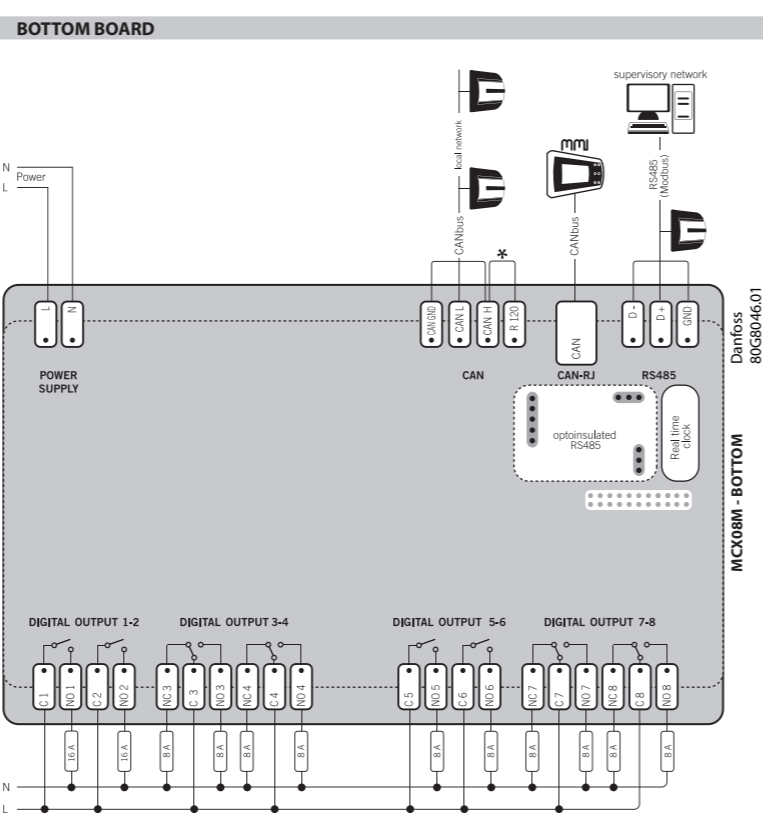 BOTTOM BOARD
supervisory network
N
Power
L
local network
CANbus
*
mmi
CANbus
RS485
(Modbus)
L
N
CAN GND
CAN L
CAN H
R 120
CAN
D -
D +
GND
POWER
SUPPLY
CAN
CAN-RJ
RS485
optoinsulated
RS485
Real time
clock
Danfoss
80G8046.01
MCX08M - BOTTOM
DIGITAL OUTPUT 1-2
DIGITAL OUTPUT 3-4
DIGITAL OUTPUT 5-6
DIGITAL OUTPUT 7-8
C 1
NO 1
C 2
NO 2
NC 3
C 3
NO 3
NC 4
C 4
NO 4
C 5
NO 5
C 6
NO 6
NC 7
C 7
NO 7
NC 8
C 8
NO 8
16 A
16 A
8 A
8 A
8 A
8 A
8 A
8 A
8 A
8 A
8 A
8 A
N
L